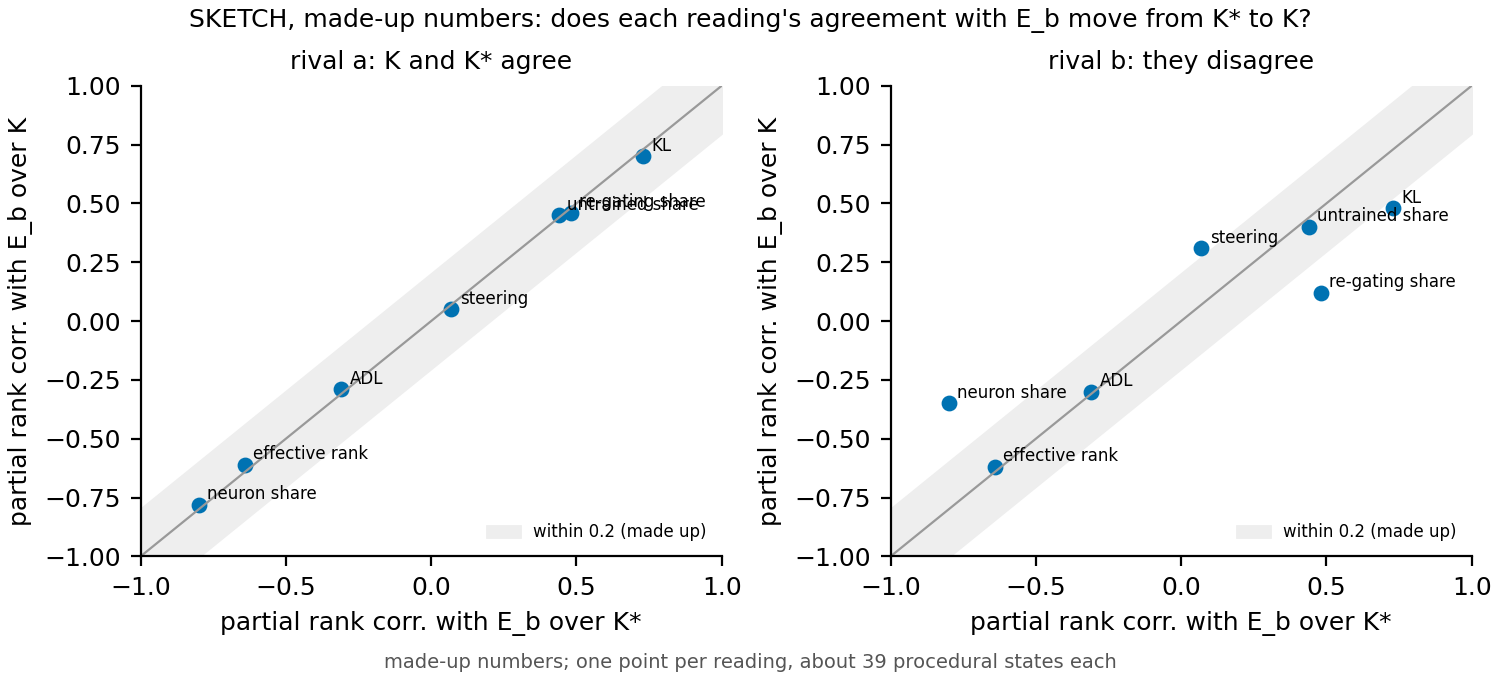 SKETCH, made-up numbers: does each reading's agreement with E_b move from K* to K?
rival a: K and K* agree
partial rank corr. with E_b over K
1.00
0.75
0.50
0.25
0.00
−0.25
−0.50
−0.75
−1.00
KL
re-gating share
untrained share
steering
ADL
effective rank
neuron share
within 0.2 (made up)
−1.0
−0.5
0.0
0.5
1.0
partial rank corr. with E_b over K*
rival b: they disagree
partial rank corr. with E_b over K
1.00
0.75
0.50
0.25
0.00
−0.25
−0.50
−0.75
−1.00
KL
untrained share
steering
re-gating share
ADL
neuron share
effective rank
within 0.2 (made up)
−1.0
−0.5
0.0
0.5
1.0
partial rank corr. with E_b over K*
made-up numbers; one point per reading, about 39 procedural states each